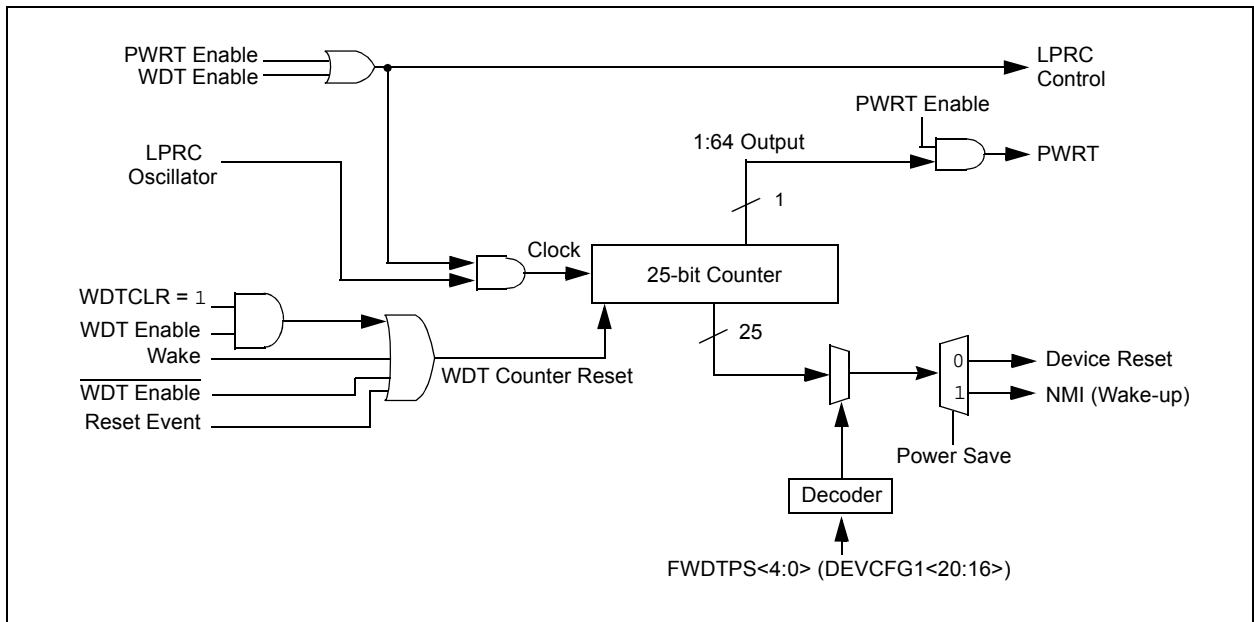 PWRT Enable
WDT Enable
LPRC
Control
PWRT Enable
1:64 Output
LPRC
Oscillator
PWRT
1
Clock
25-bit Counter
WDTCLR = 1
WDT Enable
Wake
25
WDT Counter Reset
WDT Enable
Reset Event
0
Device Reset
1
NMI (Wake-up)
Power Save
Decoder
FWDTPS<4:0> (DEVCFG1<20:16>)